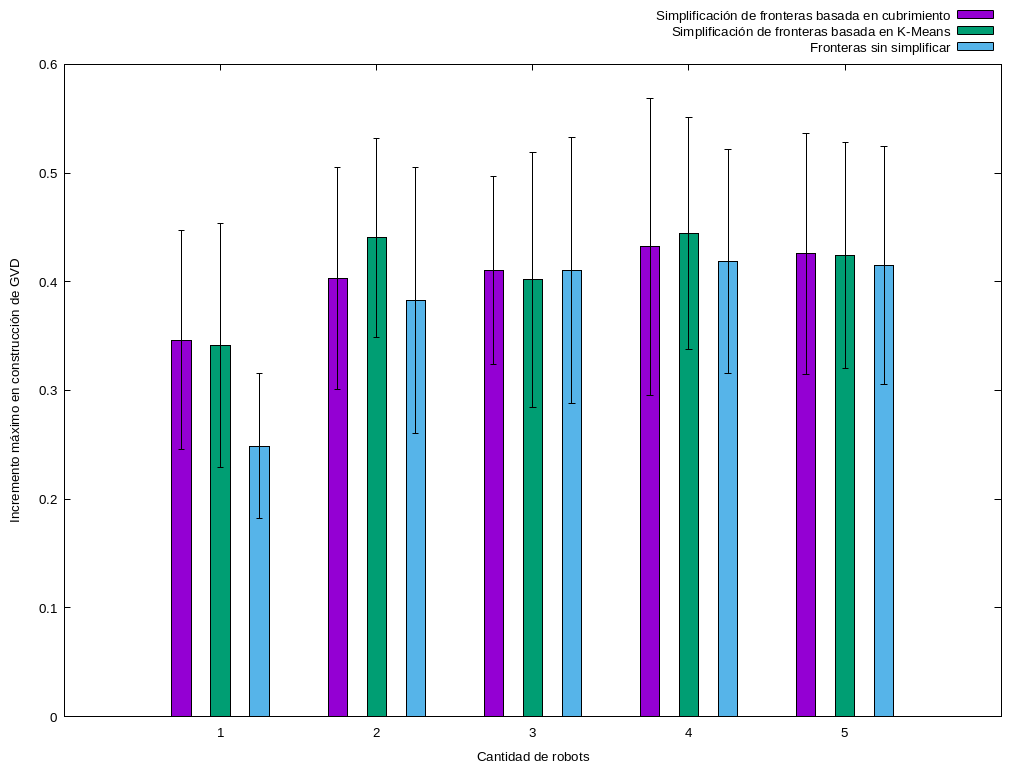 Simplificación de fronteras basada en cubrimiento
Simplificación de fronteras basada en K-Means
Fronteras sin simplificar
0.6
0.5
0.4
0.3
0.2
0.1
0
Incremento máximo en construcción de GVD
1 2 3 4 5
Cantidad de robots